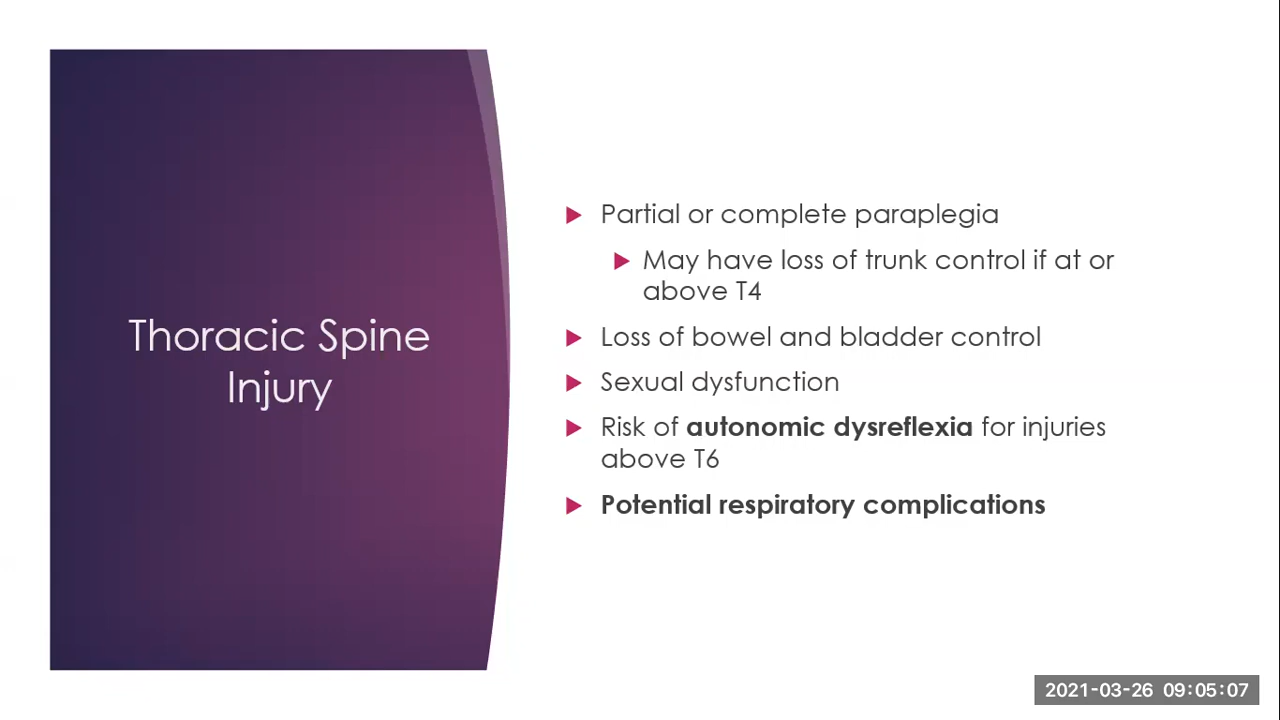 Thoracic Spine
Injury
Partial or complete paraplegia
May have loss of trunk control if at or
above T4
Loss of bowel and bladder control
Sexual dysfunction
Risk of autonomic dysreflexia for injuries
above T6
Potential respiratory complications
2021-03-26 09:05:07